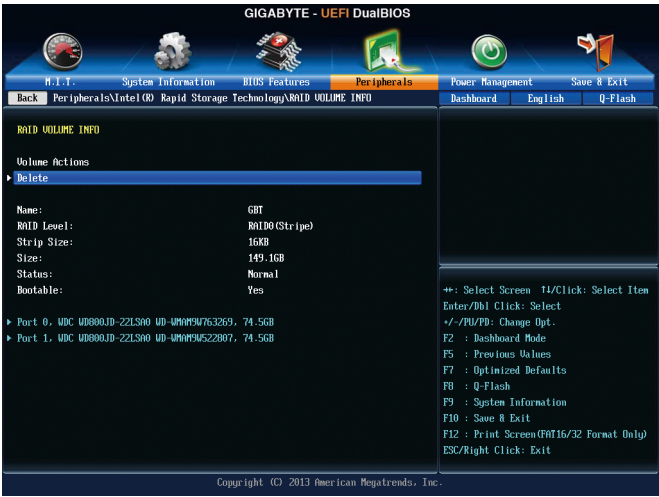 GIGABYTE - UEFI DualBIOS
M.I.T. System Information BIOS Features Peripherals Power Management Save & Exit
Back Peripherals\Intel(R) Rapid Storage Technology\RAID VOLUME INFO Dashboard English Q-Flash
RAID VOLUME INFO
Volume Actions
Delete
Name: GBT
RAID Level: RAID0(Stripe)
Strip Size: 16KB
Size: 149.1GB
Status: Normal
Bootable: Yes
Port 0, WDC WD800JD-22LSA0 WD-WMAM9W763269, 74.5GB
Port 1, WDC WD800JD-22LSA0 WD-WMAM9W522807, 74.5GB
→←: Select Screen ↑↓/Click: Select Item
Enter/Dbl Click: Select
+/-/PU/PD: Change Opt.
F2 : Dashboard Mode
F5 : Previous Values
F7 : Optimized Defaults
F8 : Q-Flash
F9 : System Information
F10 : Save & Exit
F12 : Print Screen(FAT16/32 Format Only)
ESC/Right Click: Exit
Copyright (C) 2013 American Megatrends, Inc.